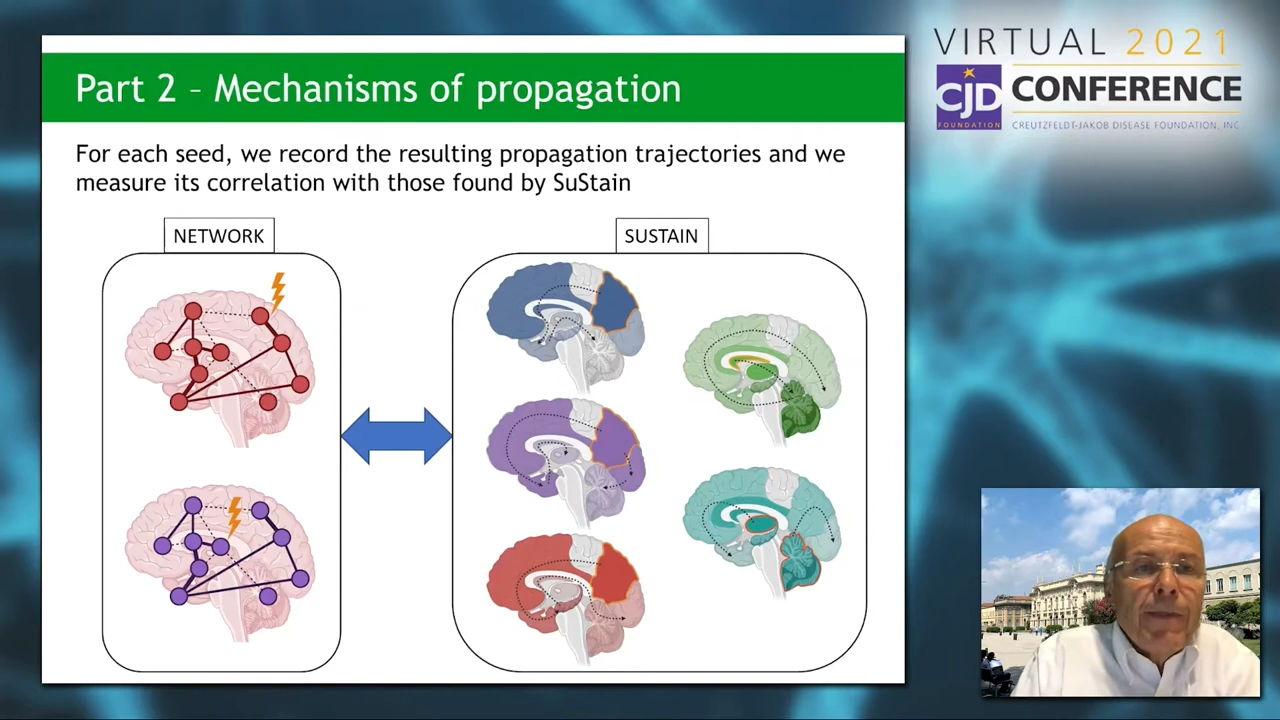 Part 2 – Mechanisms of propagation
For each seed, we record the resulting propagation trajectories and we
measure its correlation with those found by SuStain
NETWORK
SUSTAIN
VIRTUAL 2021
CJD
FOUNDATION
CONFERENCE
CREUTZFELDT-JAKOB DISEASE FOUNDATION, INC